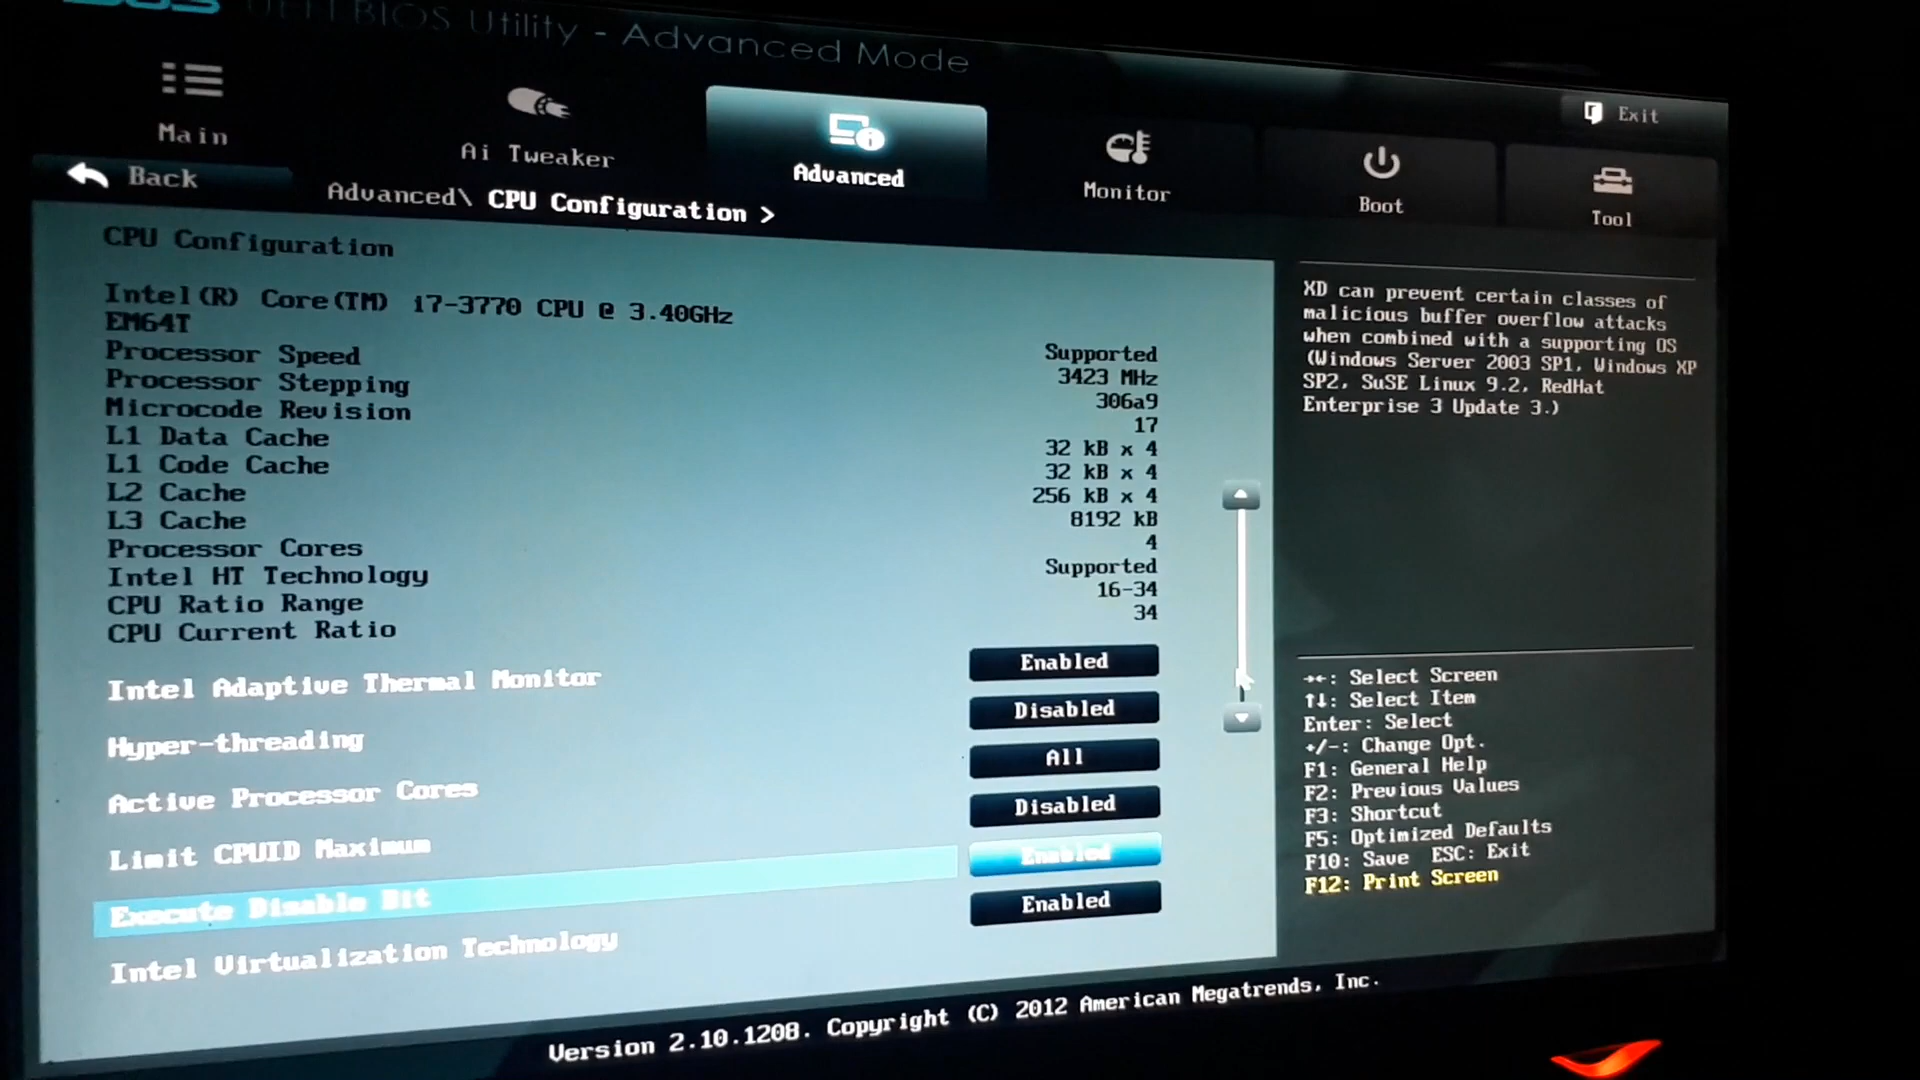 UEFI BIOS Utility - Advanced Mode
Exit
Main
Ai Tweaker
Advanced
Monitor
Boot
Tool
Back
Advanced\ CPU Configuration >
CPU Configuration
Intel(R) Core(TM) i7-3770 CPU @ 3.40GHz
EM64T Supported
Processor Speed 3423 MHz
Processor Stepping 306a9
Microcode Revision 17
L1 Data Cache 32 kB x 4
L1 Code Cache 32 kB x 4
L2 Cache 256 kB x 4
L3 Cache 8192 kB
Processor Cores 4
Intel HT Technology Supported
CPU Ratio Range 16-34
CPU Current Ratio 34
Intel Adaptive Thermal Monitor Enabled
Hyper-threading Disabled
Active Processor Cores All
Limit CPUID Maximum Disabled
Execute Disable Bit Enabled
Intel Virtualization Technology Enabled
XD can prevent certain classes of
malicious buffer overflow attacks
when combined with a supporting OS
(Windows Server 2003 SP1, Windows XP
SP2, SuSE Linux 9.2, RedHat
Enterprise 3 Update 3.)
→←: Select Screen
↑↓: Select Item
Enter: Select
+/-: Change Opt.
F1: General Help
F2: Previous Values
F3: Shortcut
F5: Optimized Defaults
F10: Save ESC: Exit
F12: Print Screen
Version 2.10.1208. Copyright (C) 2012 American Megatrends, Inc.